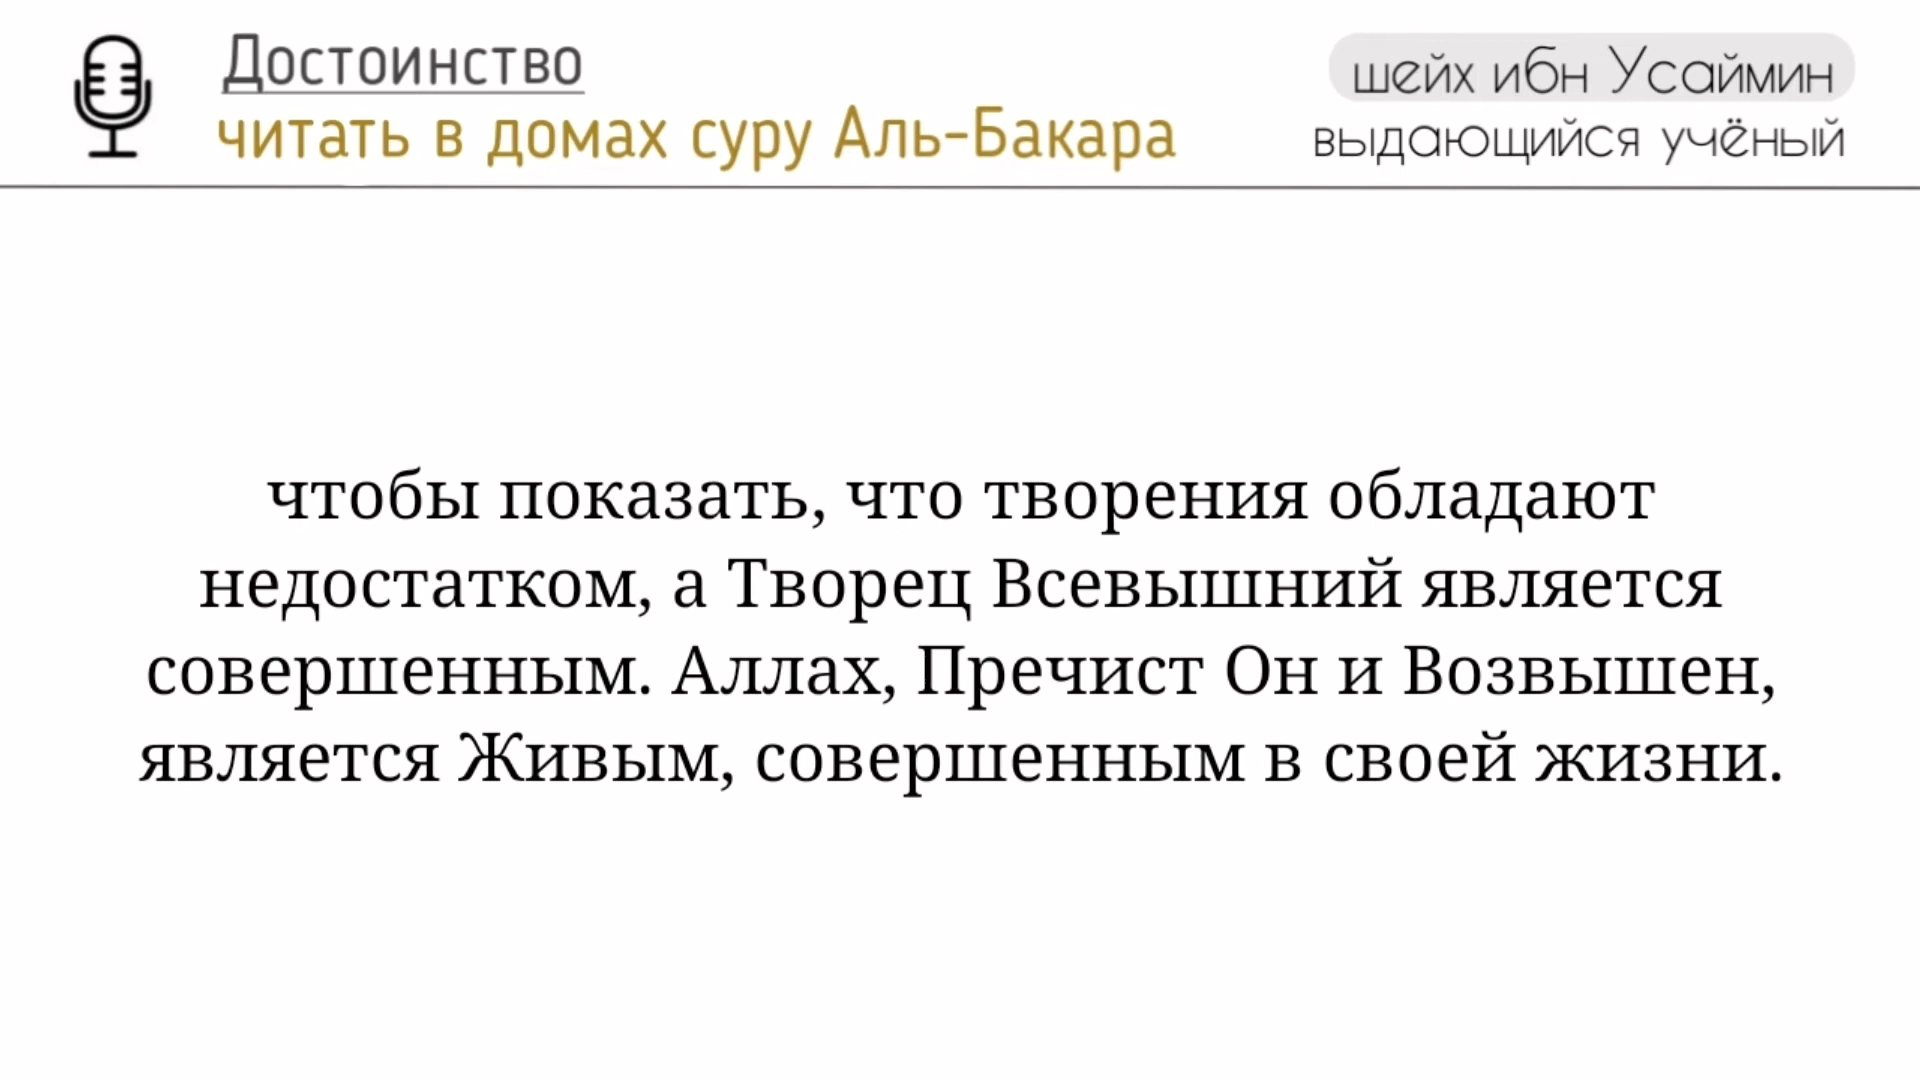 Достоинство
читать в домах суру Аль-Бакара
шейх ибн Усаймин
выдающийся учёный
чтобы показать, что творения обладают
недостатком, а Творец Всевышний является
совершенным. Аллах, Пречист Он и Возвышен,
является Живым, совершенным в своей жизни.